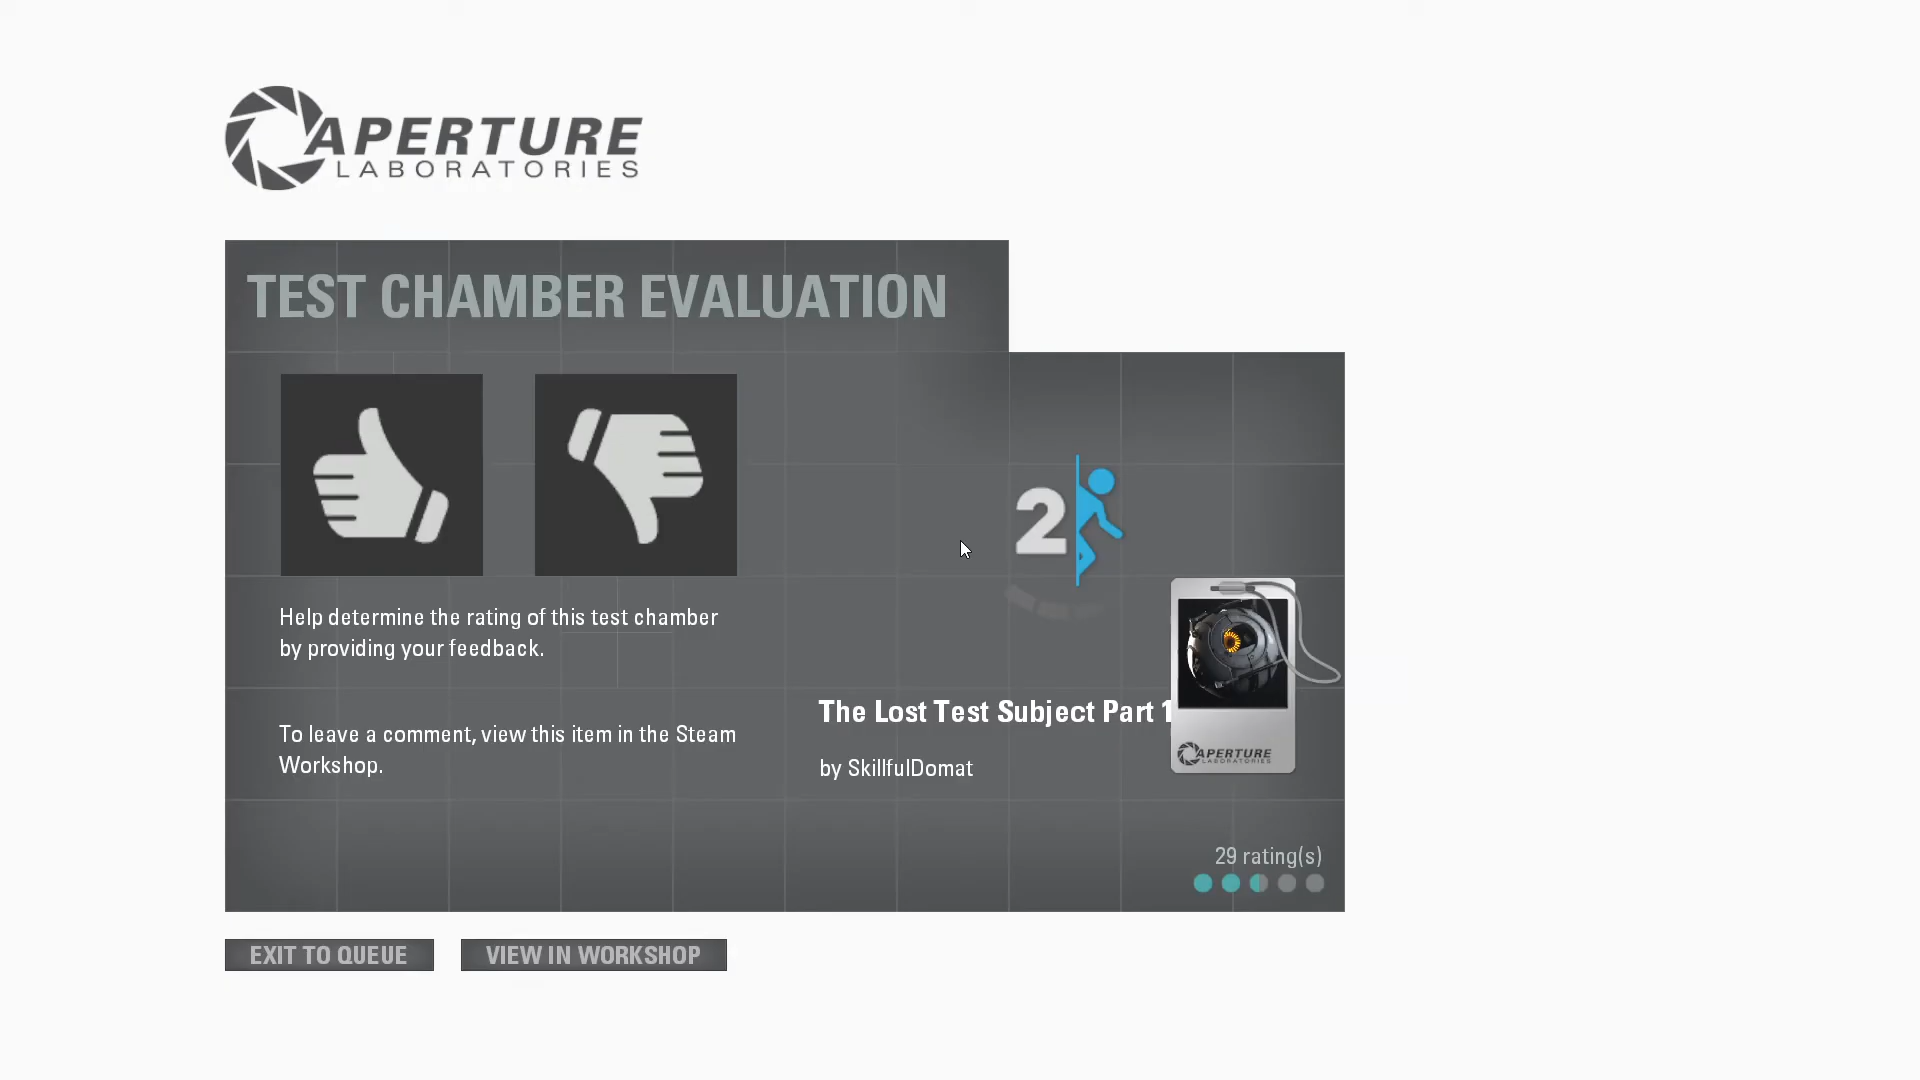 APERTURE
LABORATORIES
TEST CHAMBER EVALUATION
2
Help determine the rating of this test chamber
by providing your feedback.
To leave a comment, view this item in the Steam
Workshop.
The Lost Test Subject Part 1
by SkillfulDomat
APERTURE
LABORATORIES
29 rating(s)
EXIT TO QUEUE
VIEW IN WORKSHOP